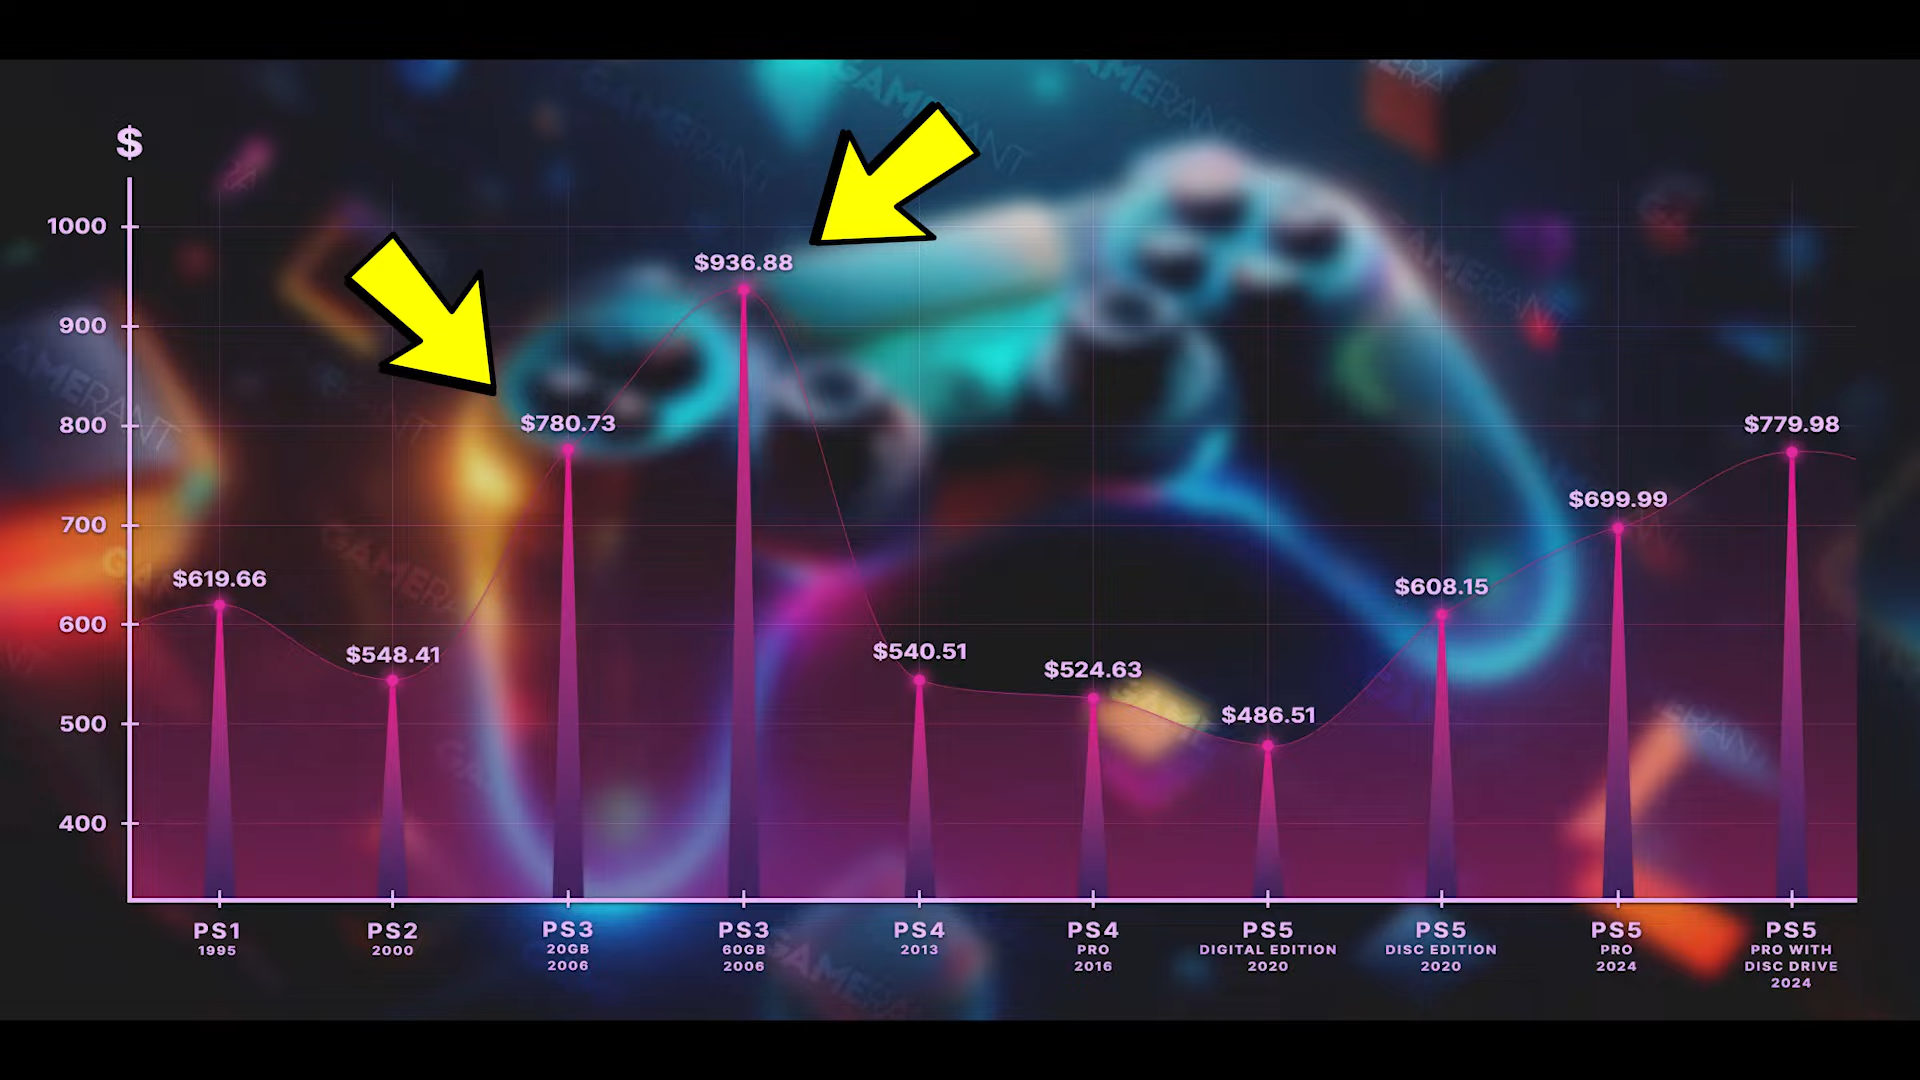 $
1000
900
800
700
600
500
400
$619.66
$548.41
$780.73
$936.88
$540.51
$524.63
$486.51
$608.15
$699.99
$779.98
PS1
1995
PS2
2000
PS3
20GB
2006
PS3
60GB
2006
PS4
2013
PS4
PRO
2016
PS5
DIGITAL EDITION
2020
PS5
DISC EDITION
2020
PS5
PRO
2024
PS5
PRO WITH
DISC DRIVE
2024
GAMERANT